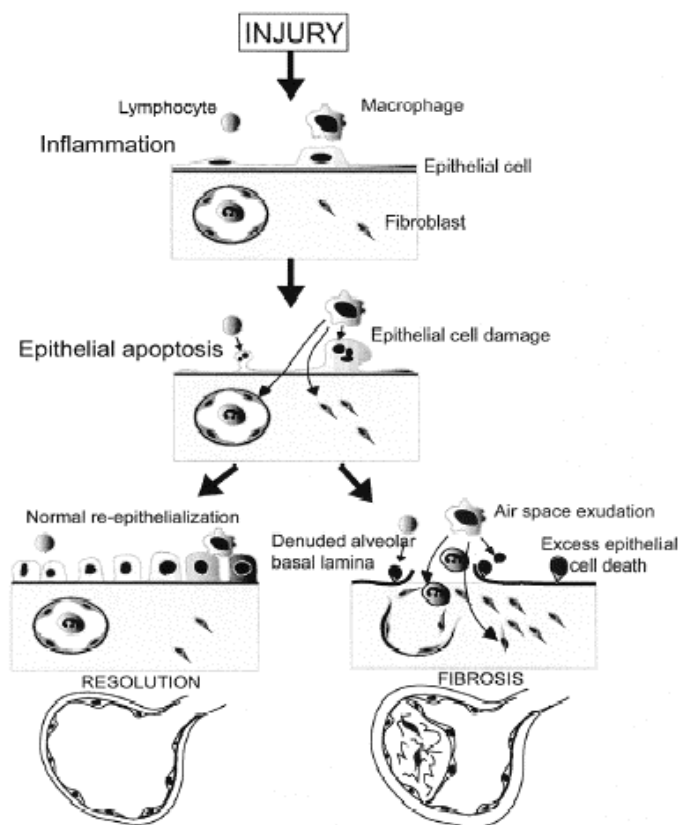 INJURY
Lymphocyte
Macrophage
Inflammation
Epithelial cell
Fibroblast
Epithelial apoptosis
Epithelial cell damage
Normal re-epithelialization
Air space exudation
Denuded alveolar
basal lamina
Excess epithelial
cell death
RESOLUTION
FIBROSIS